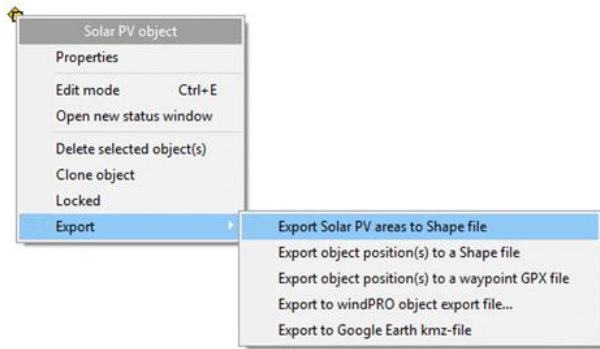 Solar PV object
Properties
Edit mode Ctrl+E
Open new status window
Delete selected object(s)
Clone object
Locked
Export
Export Solar PV areas to Shape file
Export object position(s) to a Shape file
Export object position(s) to a waypoint GPX file
Export to windPRO object export file...
Export to Google Earth kmz-file